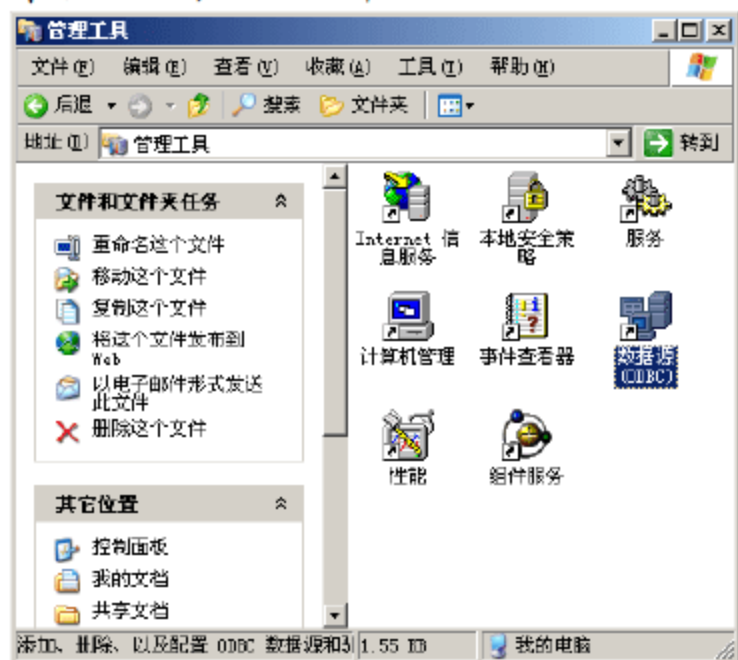 管理工具
文件(F) 编辑(E) 查看(V) 收藏(A) 工具(T) 帮助(H)
后退 搜索 文件夹
地址(D) 管理工具 转到
文件和文件夹任务
重命名这个文件
移动这个文件
复制这个文件
将这个文件发布到
Web
以电子邮件形式发送
此文件
删除这个文件
其它位置
控制面板
我的文档
共享文档
Internet 信
息服务
本地安全策
略
服务
计算机管理
事件查看器
数据源
(ODBC)
性能
组件服务
添加、删除、以及配置 ODBC 数据源和 1.55 KB 我的电脑